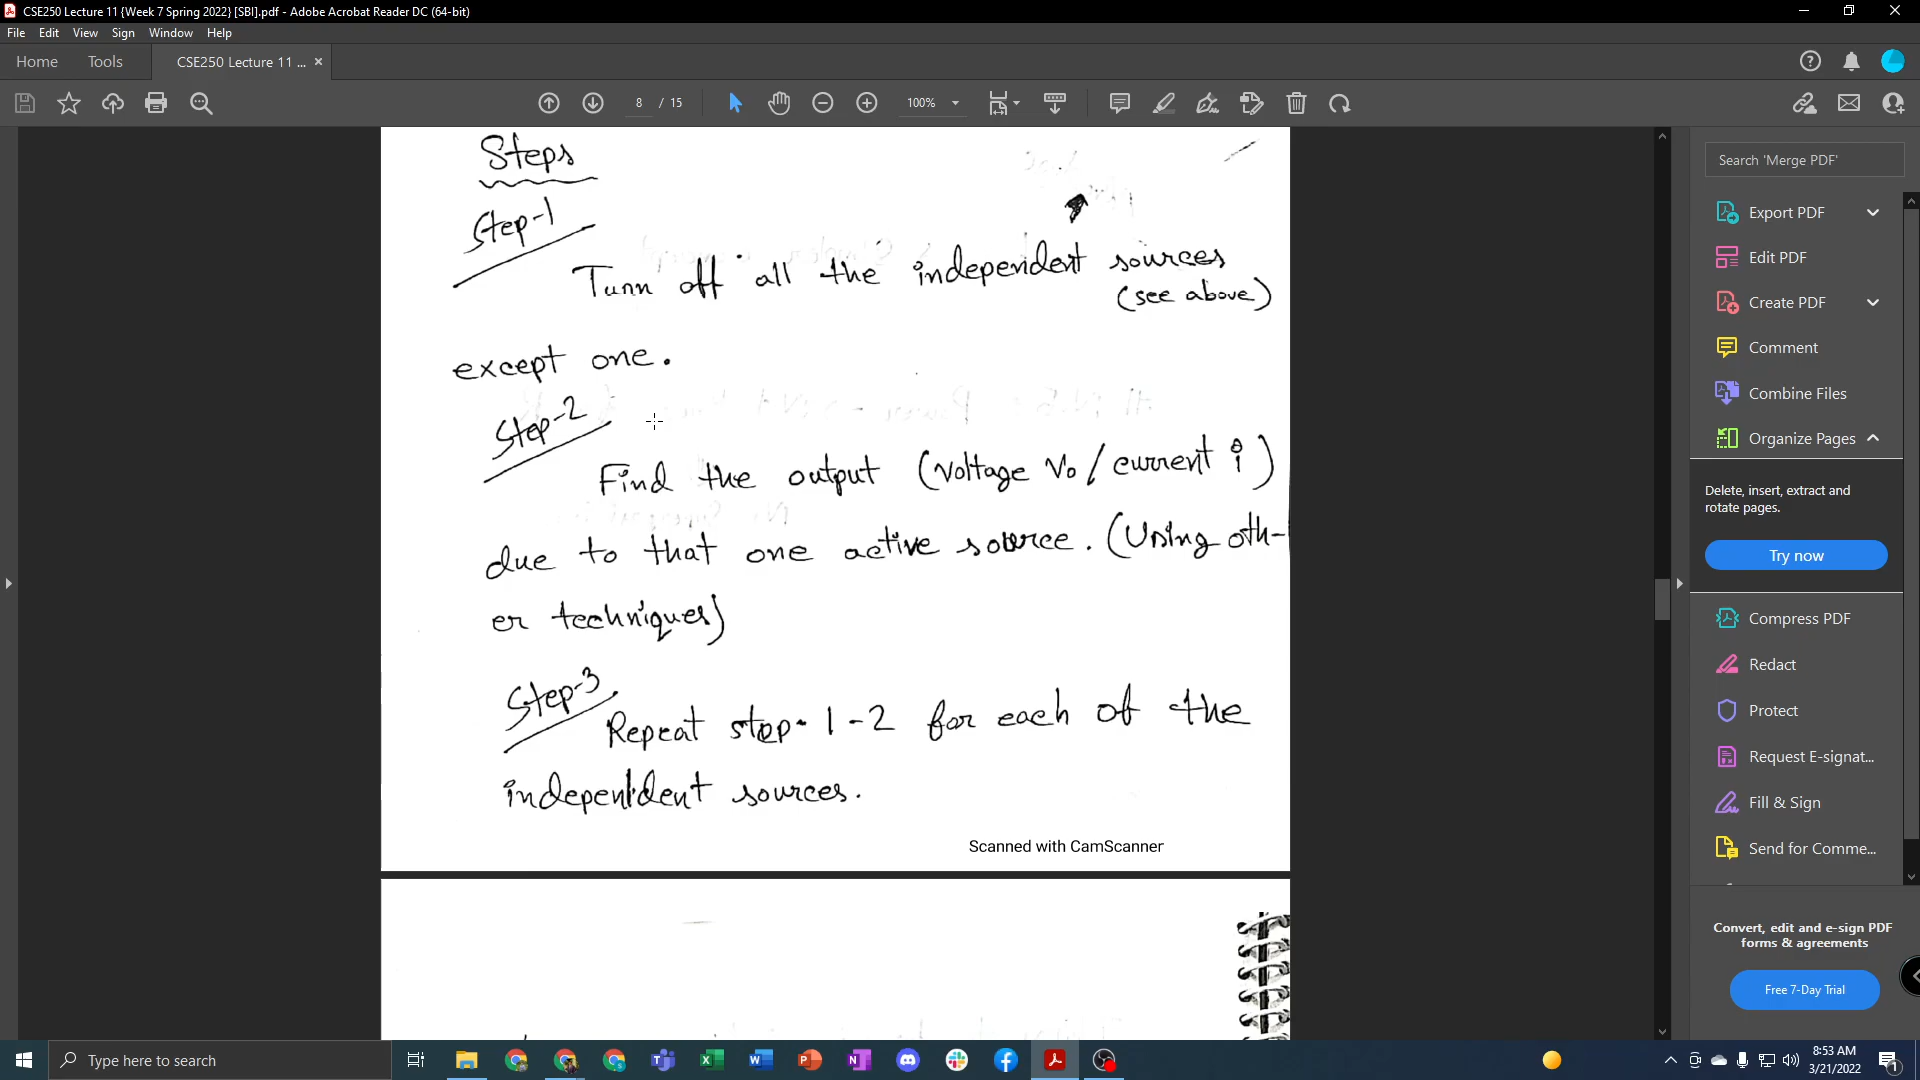 CSE250 Lecture 11 {Week 7 Spring 2022} [SBI].pdf - Adobe Acrobat Reader DC (64-bit)
File Edit View Sign Window Help
Home Tools CSE250 Lecture 11 ... ×
8 / 15 100%
Steps
Step-1
Turn off all the independent sources
(see above)
except one.
Step-2
Find the output (voltage Vo/current i)
due to that one active source. (Using oth-
er techniques)
Step-3
Repeat step-1-2 for each of the
independent sources.
Scanned with CamScanner
Search 'Merge PDF'
Export PDF
Edit PDF
Create PDF
Comment
Combine Files
Organize Pages
Delete, insert, extract and
rotate pages.
Try now
Compress PDF
Redact
Protect
Request E-signat...
Fill & Sign
Send for Comme...
Convert, edit and e-sign PDF
forms & agreements
Free 7-Day Trial
Type here to search
8:53 AM
3/21/2022
1